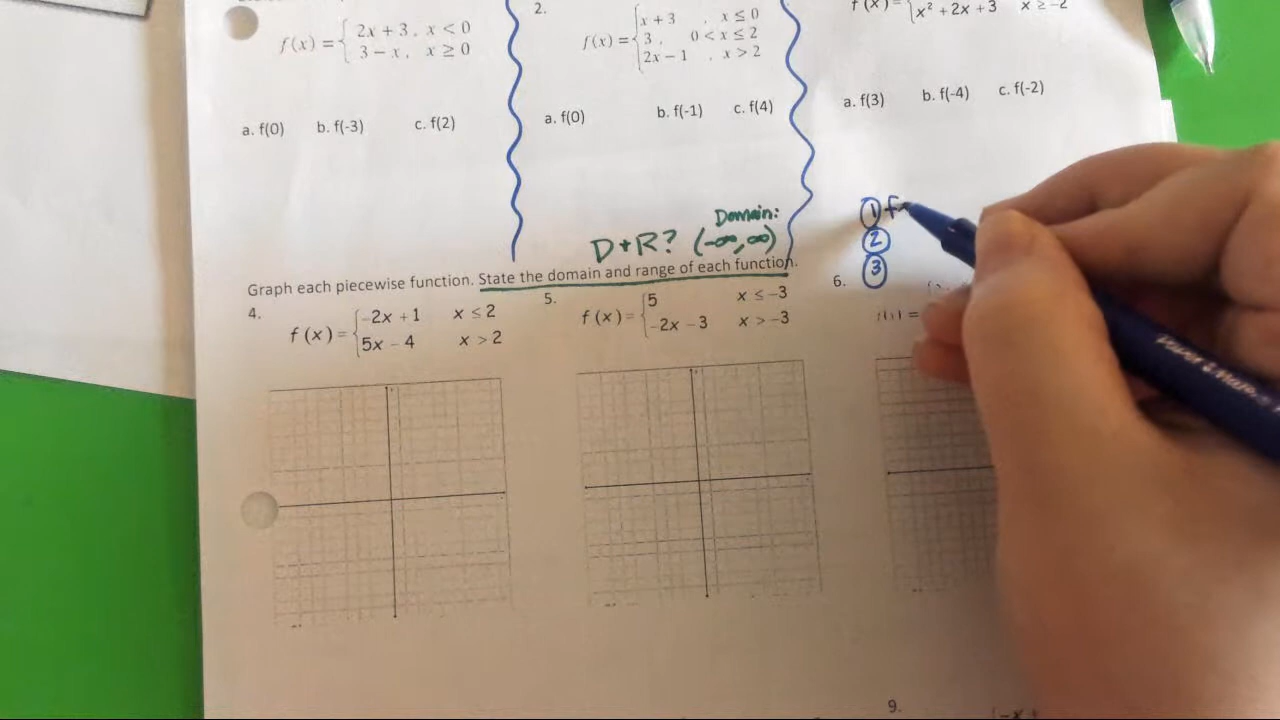 2x + 3 , x < 0
f(x) =
3 − x , x ≥ 0
a. f(0) b. f(-3) c. f(2)
2.
x + 3 , x ≤ 0
f(x) = 3 , 0 < x ≤ 2
2x − 1 , x > 2
a. f(0) b. f(-1) c. f(4)
x² + 2x + 3 x ≥ −2
a. f(3) b. f(-4) c. f(-2)
Domain:
D+R? (-∞,∞)
1 f
2
3
Graph each piecewise function. State the domain and range of each function.
4.
−2x + 1 x ≤ 2
f (x) =
5x − 4 x > 2
5.
5 x ≤ −3
f (x) =
−2x − 3 x > −3
6.
9.